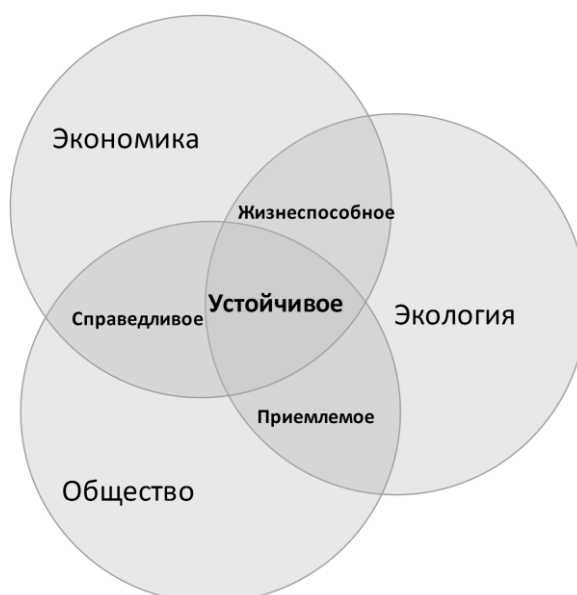 Экономика
Жизнеспособное
Устойчивое
Справедливое
Экология
Приемлемое
Общество